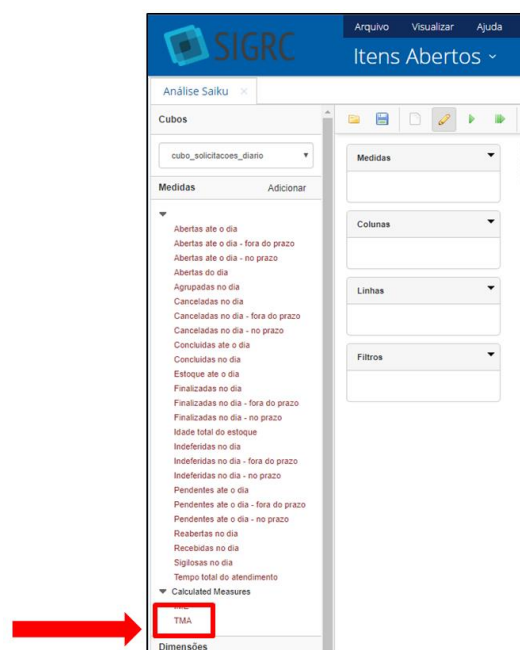 SIGRC
Arquivo Visualizar Ajuda
Itens Abertos
Análise Saiku ×
Cubos
cubo_solicitacoes_diario
Medidas Adicionar
Abertas ate o dia
Abertas ate o dia - fora do prazo
Abertas ate o dia - no prazo
Abertas do dia
Agrupadas no dia
Canceladas no dia
Canceladas no dia - fora do prazo
Canceladas no dia - no prazo
Concluidas ate o dia
Concluidas no dia
Estoque ate o dia
Finalizadas no dia
Finalizadas no dia - fora do prazo
Finalizadas no dia - no prazo
Idade total do estoque
Indeferidas no dia
Indeferidas no dia - fora do prazo
Indeferidas no dia - no prazo
Pendentes ate o dia
Pendentes ate o dia - fora do prazo
Pendentes ate o dia - no prazo
Reabertas no dia
Recebidas no dia
Sigilosas no dia
Tempo total do atendimento
Calculated Measures
TMA
Dimensões
Medidas
Colunas
Linhas
Filtros